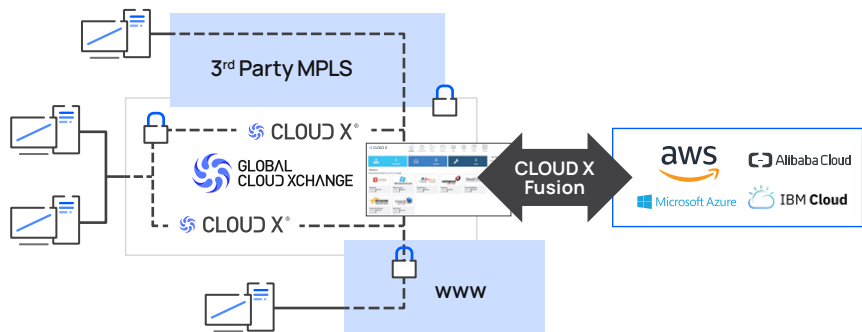 3rd Party MPLS
CLOUD X®
GLOBAL
CLOUD XCHANGE
CLOUD X®
CLOUD X
Fusion
aws
Alibaba Cloud
Microsoft Azure
IBM Cloud
www